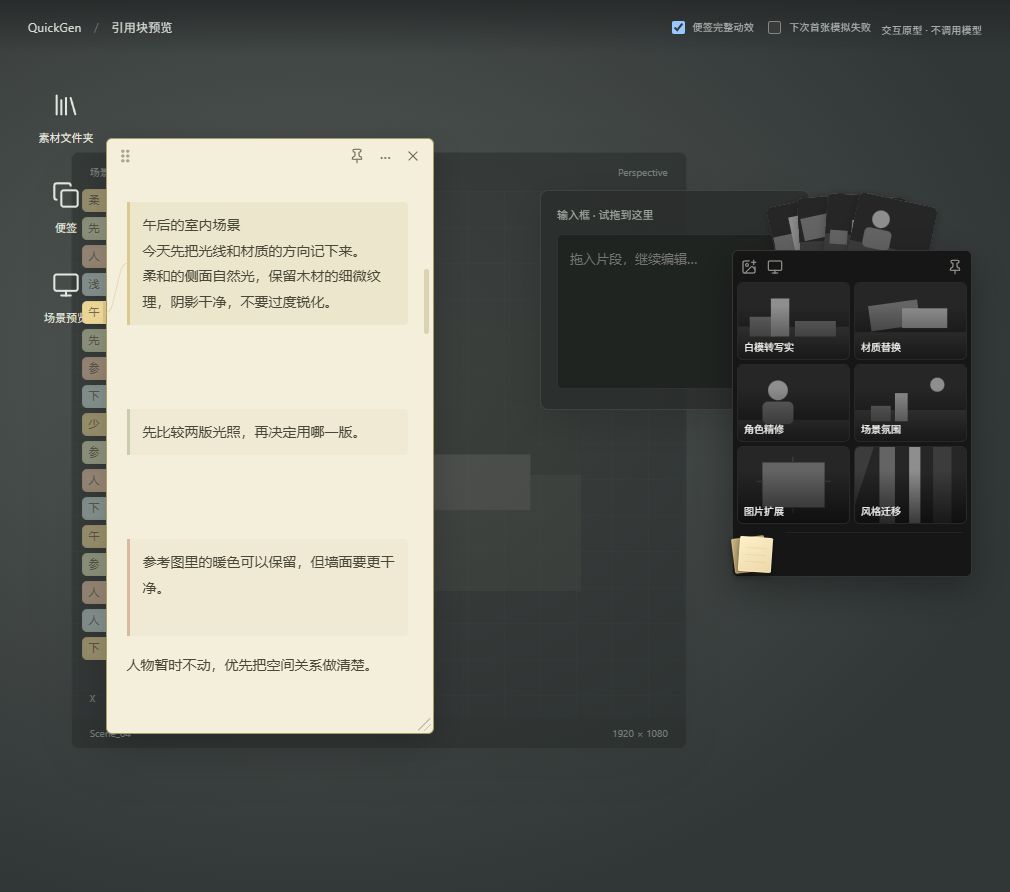 QuickGen / 引用块预览
便签完整动效
下次首张模拟失败
交互原型 · 不调用模型
素材文件夹
便签
场景预览
场景
Perspective
柔
先
人
浅
午
先
参
下
少
参
人
下
午
参
人
人
下
午后的室内场景
今天先把光线和材质的方向记下来。
柔和的侧面自然光，保留木材的细微纹
理，阴影干净，不要过度锐化。
先比较两版光照，再决定用哪一版。
参考图里的暖色可以保留，但墙面要更干
净。
人物暂时不动，优先把空间关系做清楚。
X
1920 × 1080
输入框 · 试拖到这里
拖入片段，继续编辑...
白模转写实
材质替换
角色精修
场景氛围
图片扩展
风格迁移